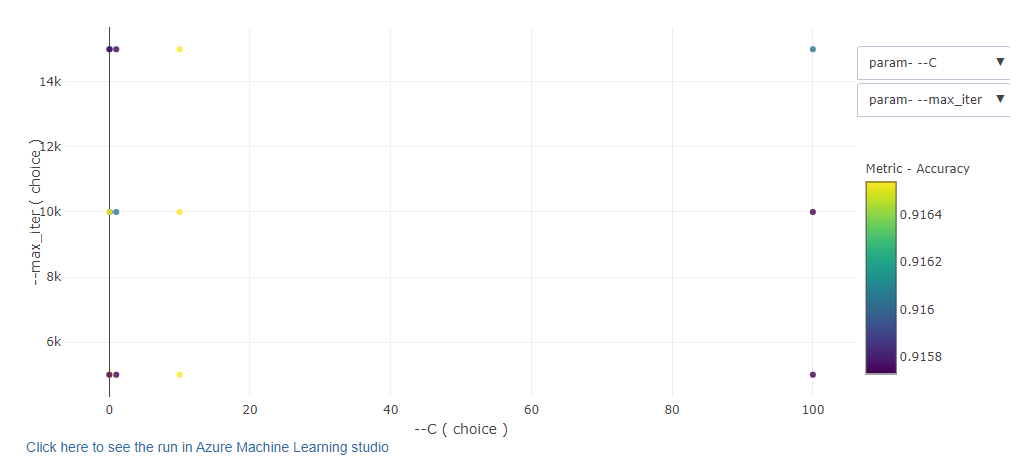 14k
12k
10k
8k
6k
--max_iter ( choice )
0
20
40
60
80
100
--C ( choice )
param- --C
param- --max_iter
Metric - Accuracy
0.9164
0.9162
0.916
0.9158
Click here to see the run in Azure Machine Learning studio